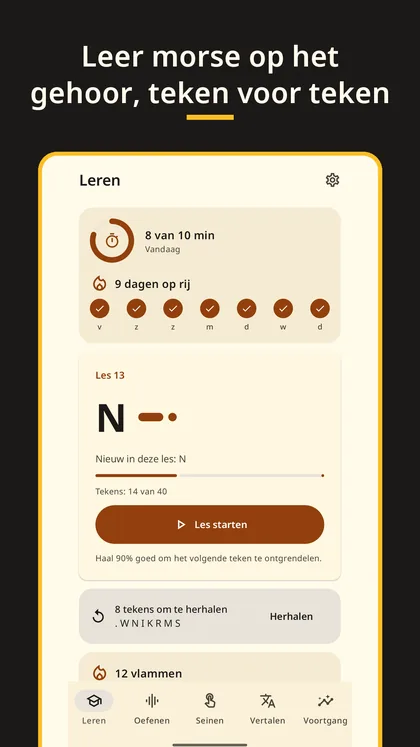 Leer morse op het
gehoor, teken voor teken
Leren
8 van 10 min
Vandaag
9 dagen op rij
v z z m d w d
Les 13
N
Nieuw in deze les: N
Tekens: 14 van 40
Les starten
Haal 90% goed om het volgende teken te ontgrendelen.
8 tekens om te herhalen
. W N I K R M S
Herhalen
12 vlammen
Leren Oefenen Seinen Vertalen Voortgang